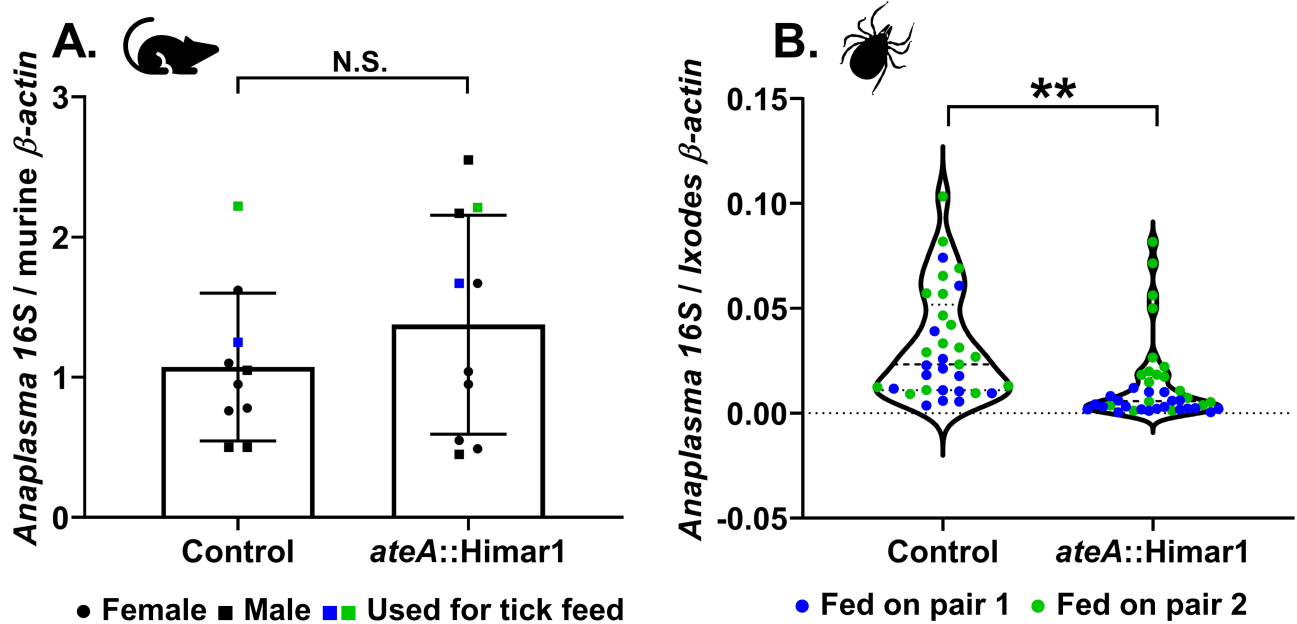 A.
N.S.
Anaplasma 16S / murine β-actin
3
2
1
0
Control
ateA::Himar1
Female Male Used for tick feed
B.
**
Anaplasma 16S / Ixodes β-actin
0.15
0.10
0.05
0.00
-0.05
Control
ateA::Himar1
Fed on pair 1 Fed on pair 2